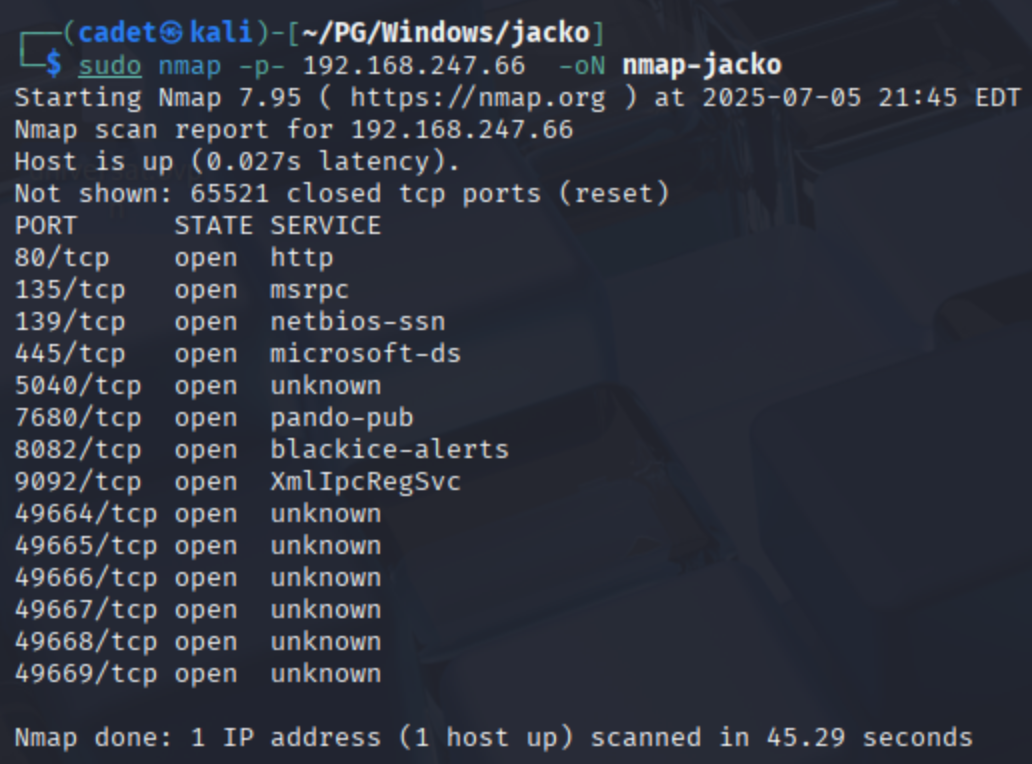 ┌──(cadet㉿kali)-[~/PG/Windows/jacko]
└─$ sudo nmap -p- 192.168.247.66  -oN nmap-jacko
Starting Nmap 7.95 ( https://nmap.org ) at 2025-07-05 21:45 EDT
Nmap scan report for 192.168.247.66
Host is up (0.027s latency).
Not shown: 65521 closed tcp ports (reset)
PORT      STATE SERVICE
80/tcp    open  http
135/tcp   open  msrpc
139/tcp   open  netbios-ssn
445/tcp   open  microsoft-ds
5040/tcp  open  unknown
7680/tcp  open  pando-pub
8082/tcp  open  blackice-alerts
9092/tcp  open  XmlIpcRegSvc
49664/tcp open  unknown
49665/tcp open  unknown
49666/tcp open  unknown
49667/tcp open  unknown
49668/tcp open  unknown
49669/tcp open  unknown
Nmap done: 1 IP address (1 host up) scanned in 45.29 seconds